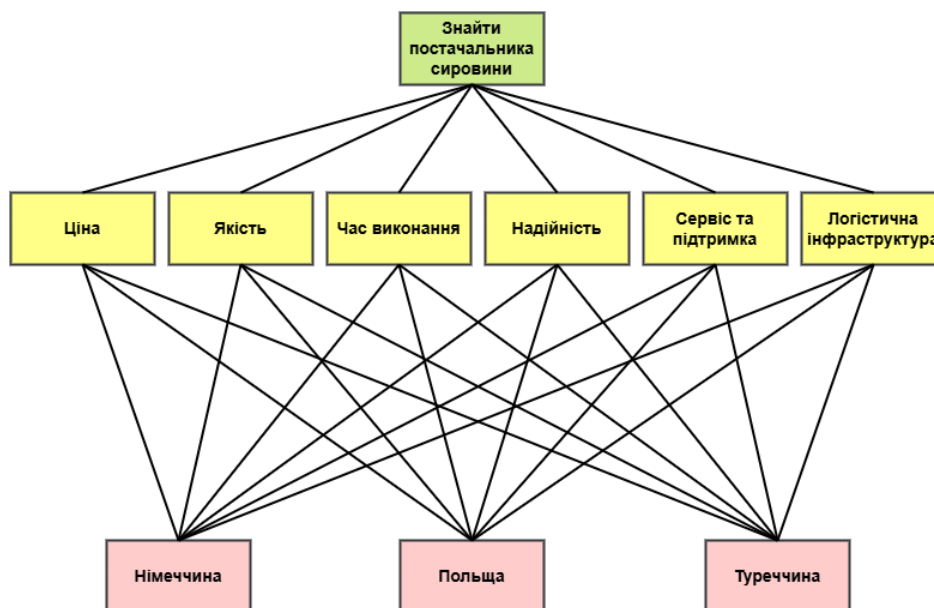 Знайти
постачальника
сировини
Ціна
Якість
Час виконання
Надійність
Сервіс та
підтримка
Логістична
інфраструктура
Німеччина
Польща
Туреччина